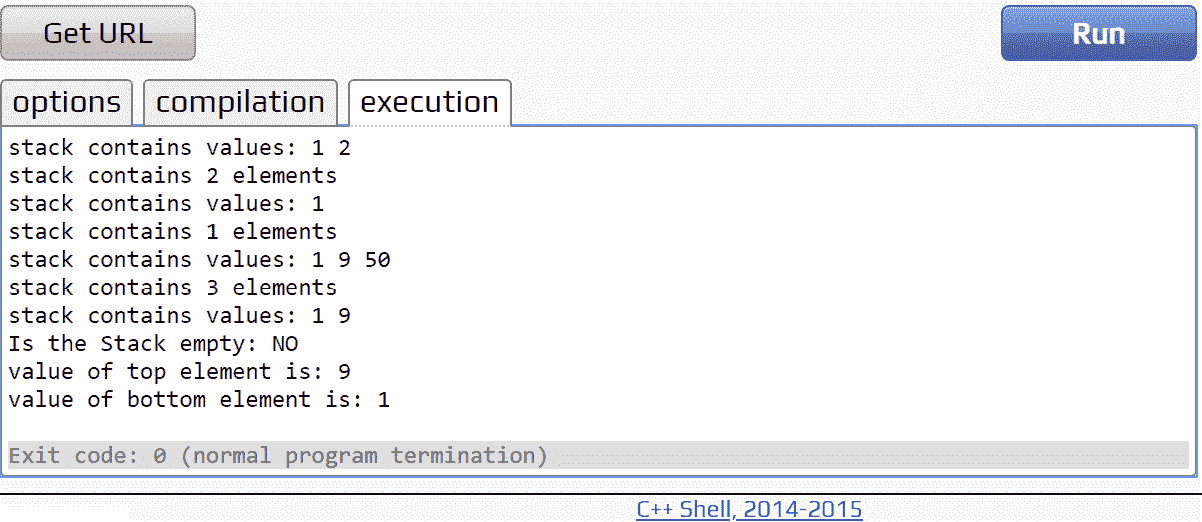 Get URL
Run
options
compilation
execution
stack contains values: 1 2
stack contains 2 elements
stack contains values: 1
stack contains 1 elements
stack contains values: 1 9 50
stack contains 3 elements
stack contains values: 1 9
Is the Stack empty: NO
value of top element is: 9
value of bottom element is: 1
Exit code: 0 (normal program termination)
C++ Shell, 2014-2015